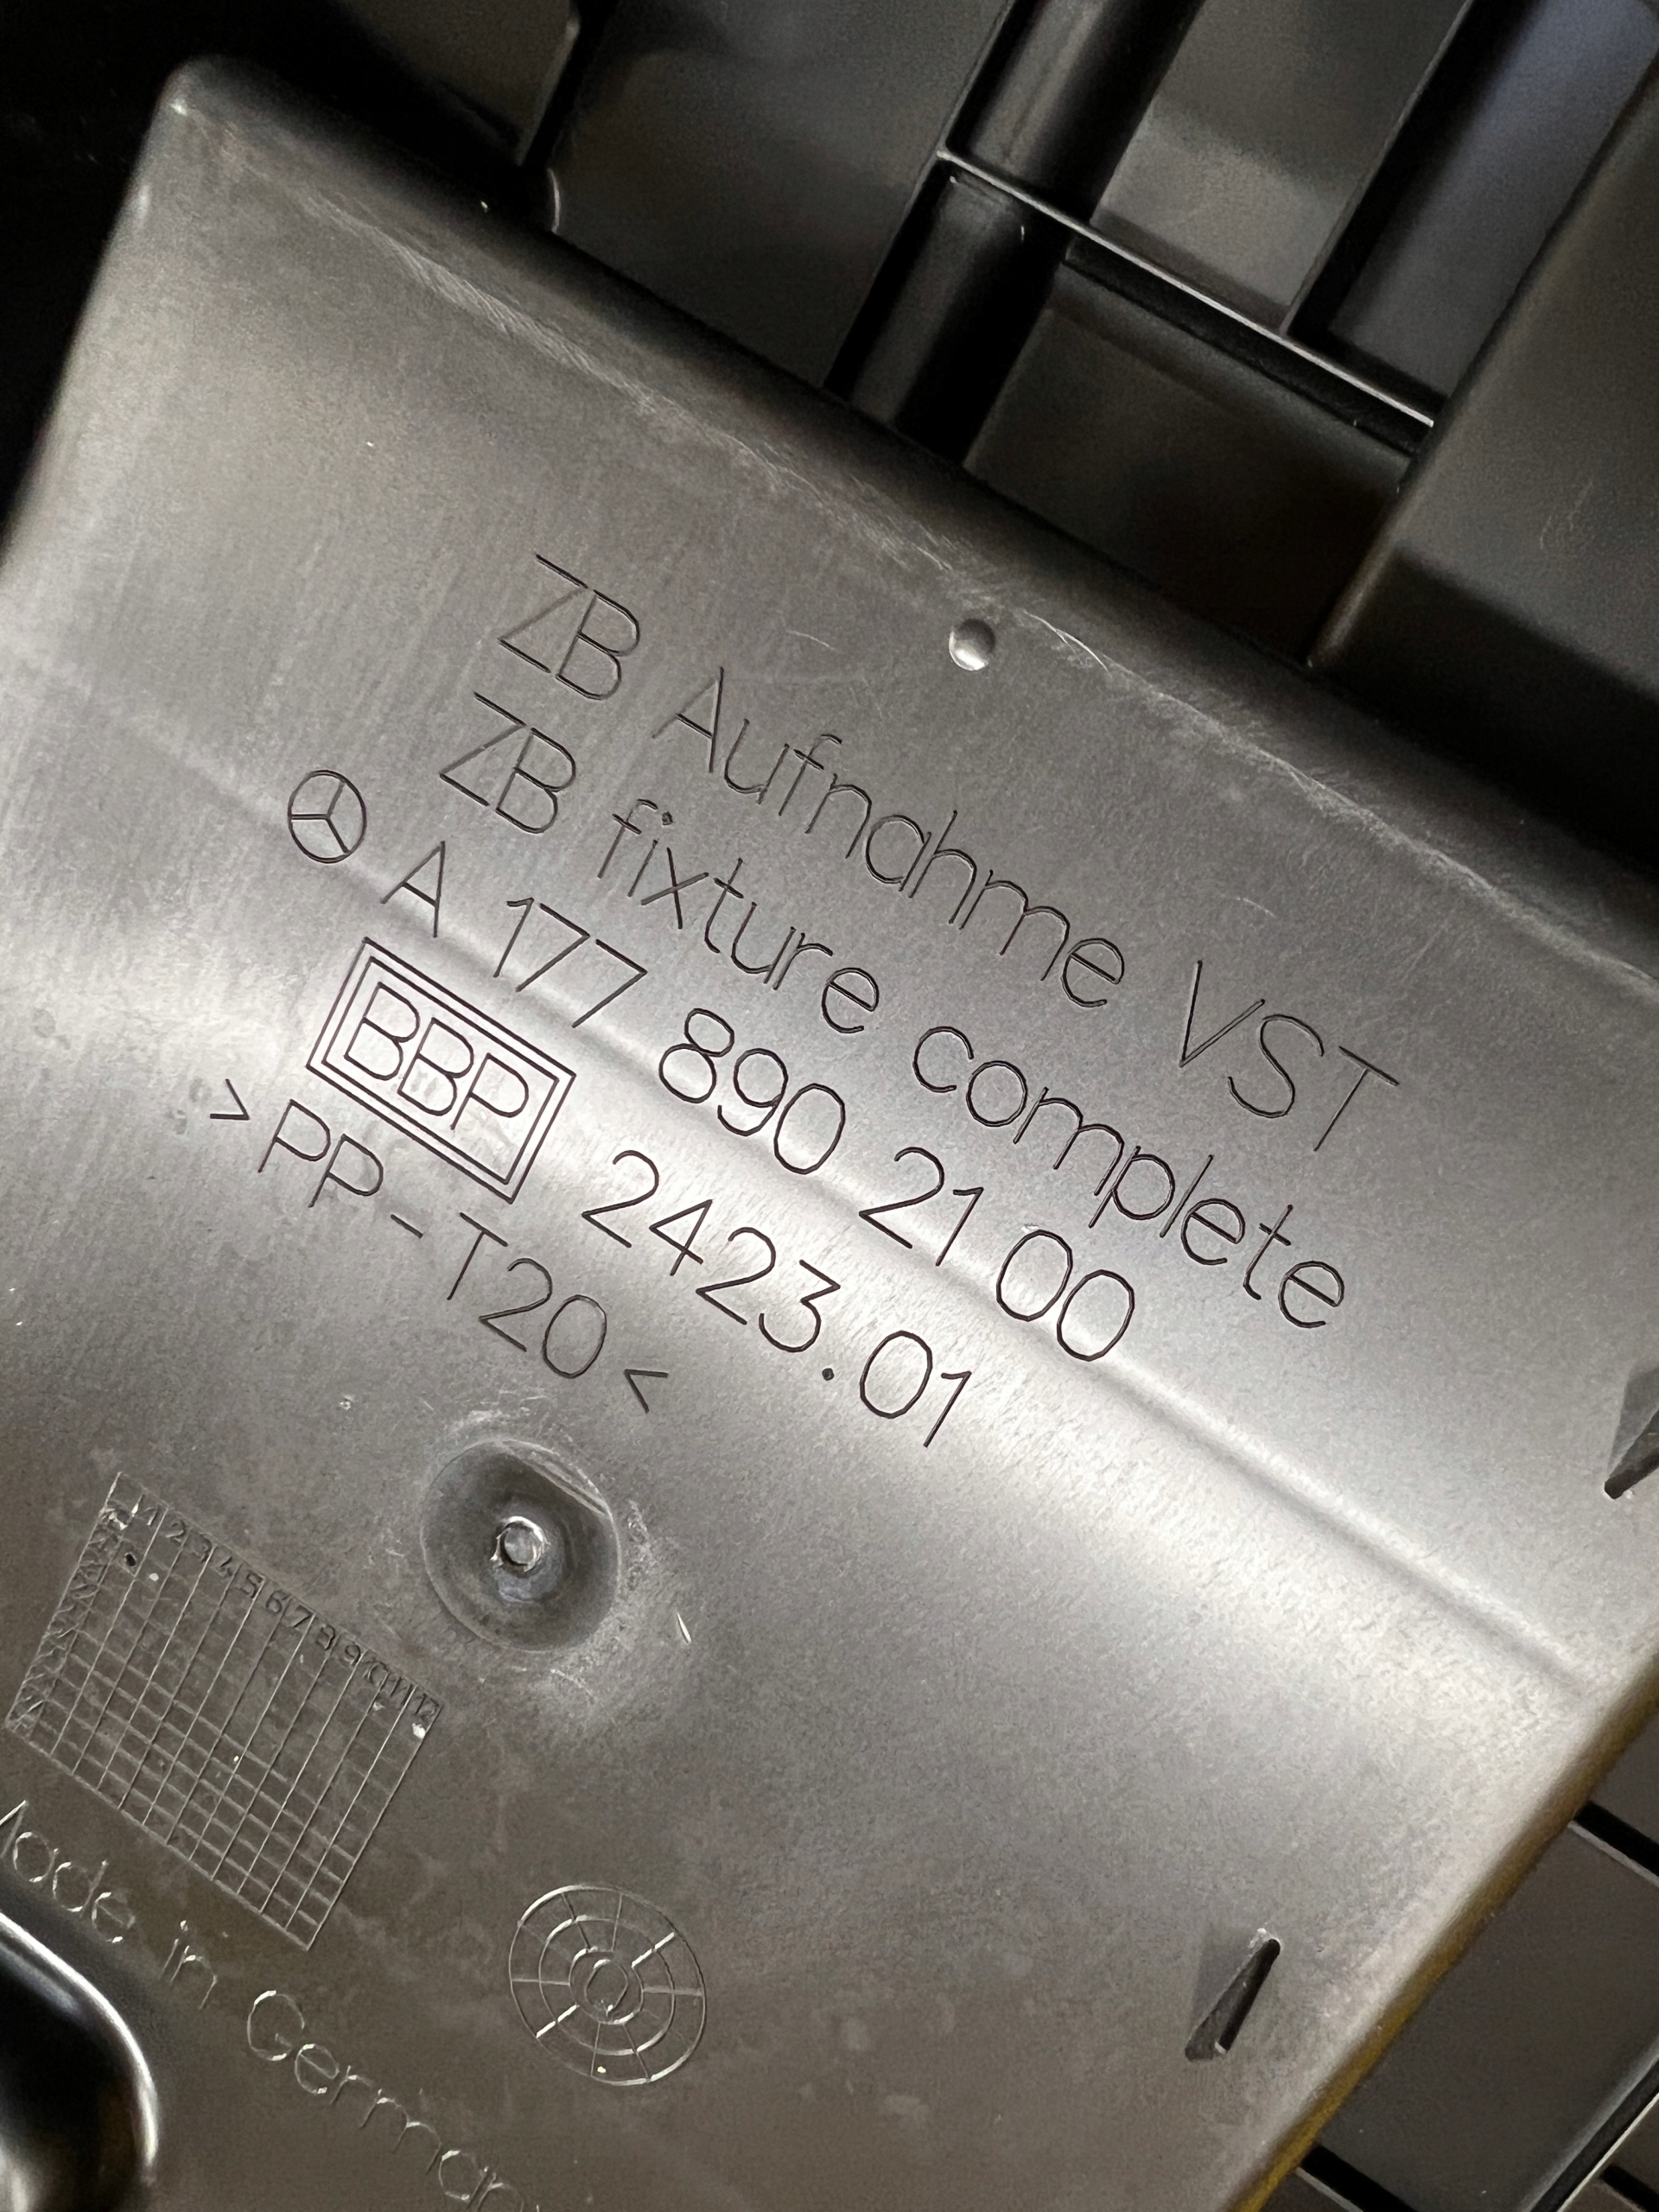 ZB Aufnahme VST
ZB fixture complete
A 177 890 21 00
BBP 2423.01
>PP-T20<
1 2 3 4 5 6 7 8 9 10 11 12
Made in Germany